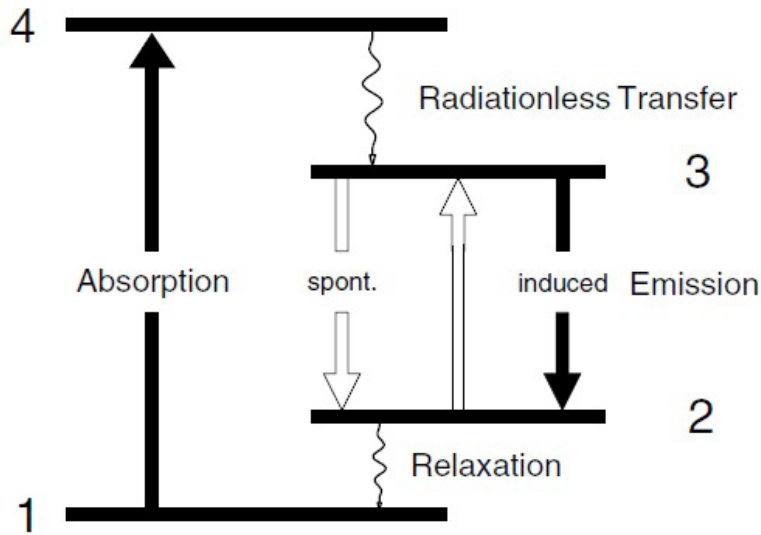 4
Radiationless Transfer
3
Absorption
spont.
induced
Emission
2
Relaxation
1